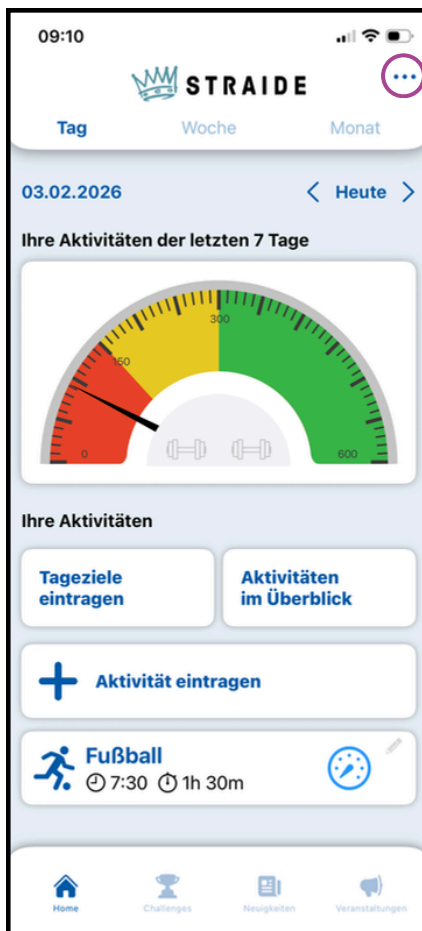 09:10
STRAIDE
Tag Woche Monat
03.02.2026 Heute
Ihre Aktivitäten der letzten 7 Tage
300
150
0 600
Ihre Aktivitäten
Tageziele
eintragen
Aktivitäten
im Überblick
Aktivität eintragen
Fußball
7:30 1h 30m
Home Challenges Neuigkeiten Veranstaltungen